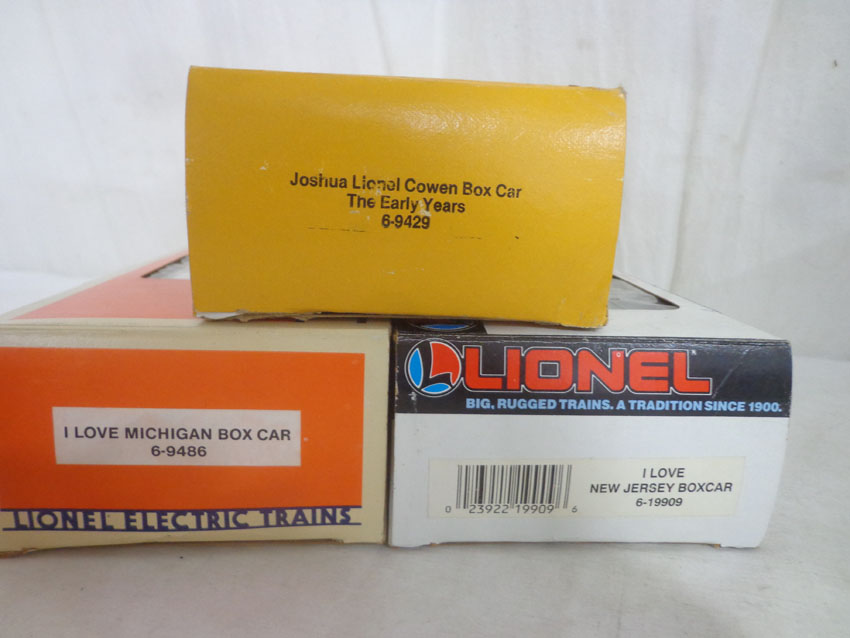 Joshua Lionel Cowen Box Car
The Early Years
6-9429
I LOVE MICHIGAN BOX CAR
6-9486
LIONEL ELECTRIC TRAINS
LIONEL
BIG, RUGGED TRAINS. A TRADITION SINCE 1900.
I LOVE
NEW JERSEY BOXCAR
6-19909
0 23922 19909 6